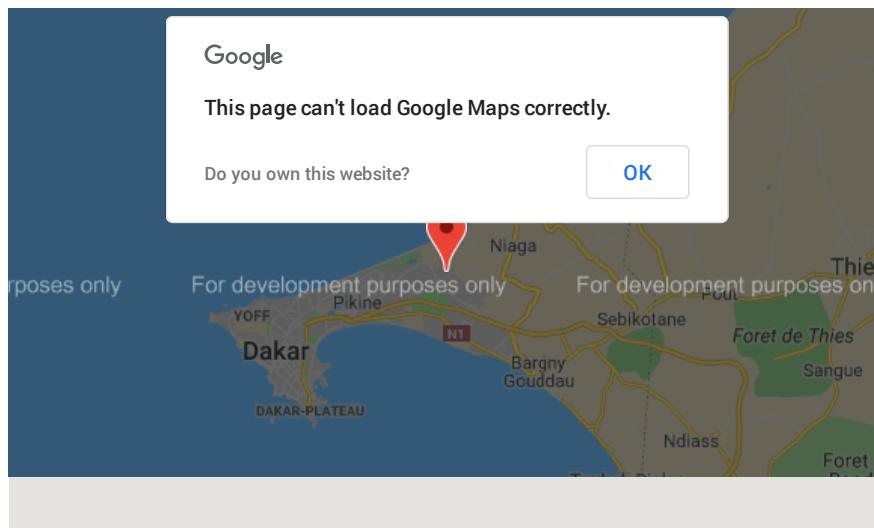 Google
This page can't load Google Maps correctly.
Do you own this website?
OK
Niaga
Thie
rposes only
For development purposes only
For development purposes on
Pout
Pikine
YOFF
Sebikotane
N1
Foret de Thies
Dakar
Bargny
Gouddau
Sangue
DAKAR-PLATEAU
Ndiass
Foret